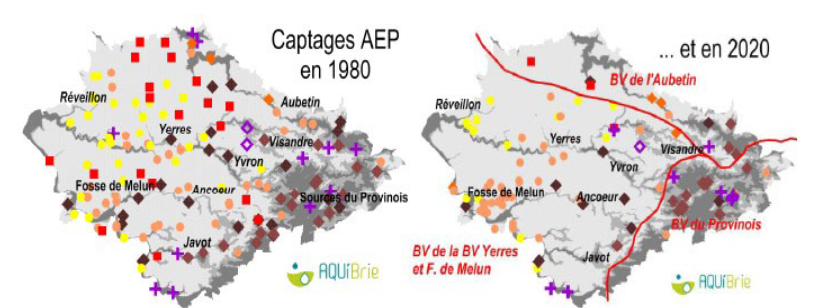 Captages AEP
en 1980
Réveillon
Aubetin
Yerres
Visandre
Yvron
Fosse de Melun
Ancoeur
Sources du Provinois
Javot
AQUiBrie
... et en 2020
BV de l'Aubetin
Réveillon
Yerres
Visandre
Yvron
Fosse de Melun
Ancoeur
BV du Provinois
BV de la BV Yerres
et F. de Melun
Javot
AQUiBrie